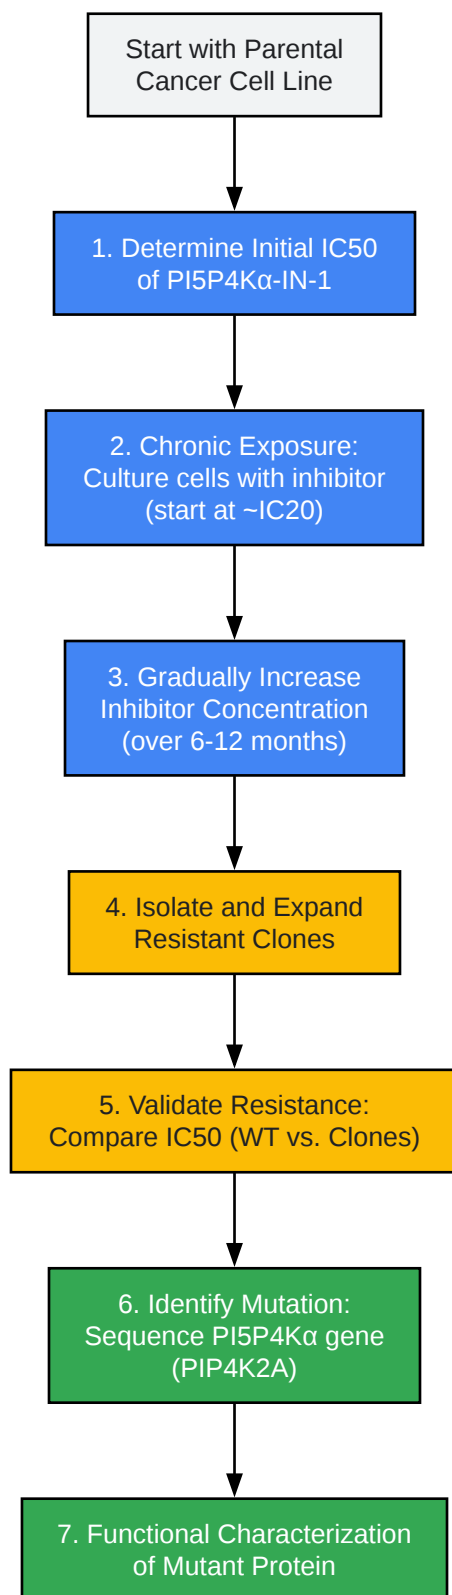 Start with Parental
Cancer Cell Line
1. Determine Initial IC50
of PI5P4Kα-IN-1
2. Chronic Exposure:
Culture cells with inhibitor
(start at ~IC20)
3. Gradually Increase
Inhibitor Concentration
(over 6-12 months)
4. Isolate and Expand
Resistant Clones
5. Validate Resistance:
Compare IC50 (WT vs. Clones)
6. Identify Mutation:
Sequence PI5P4Kα gene
(PIP4K2A)
7. Functional Characterization
of Mutant Protein